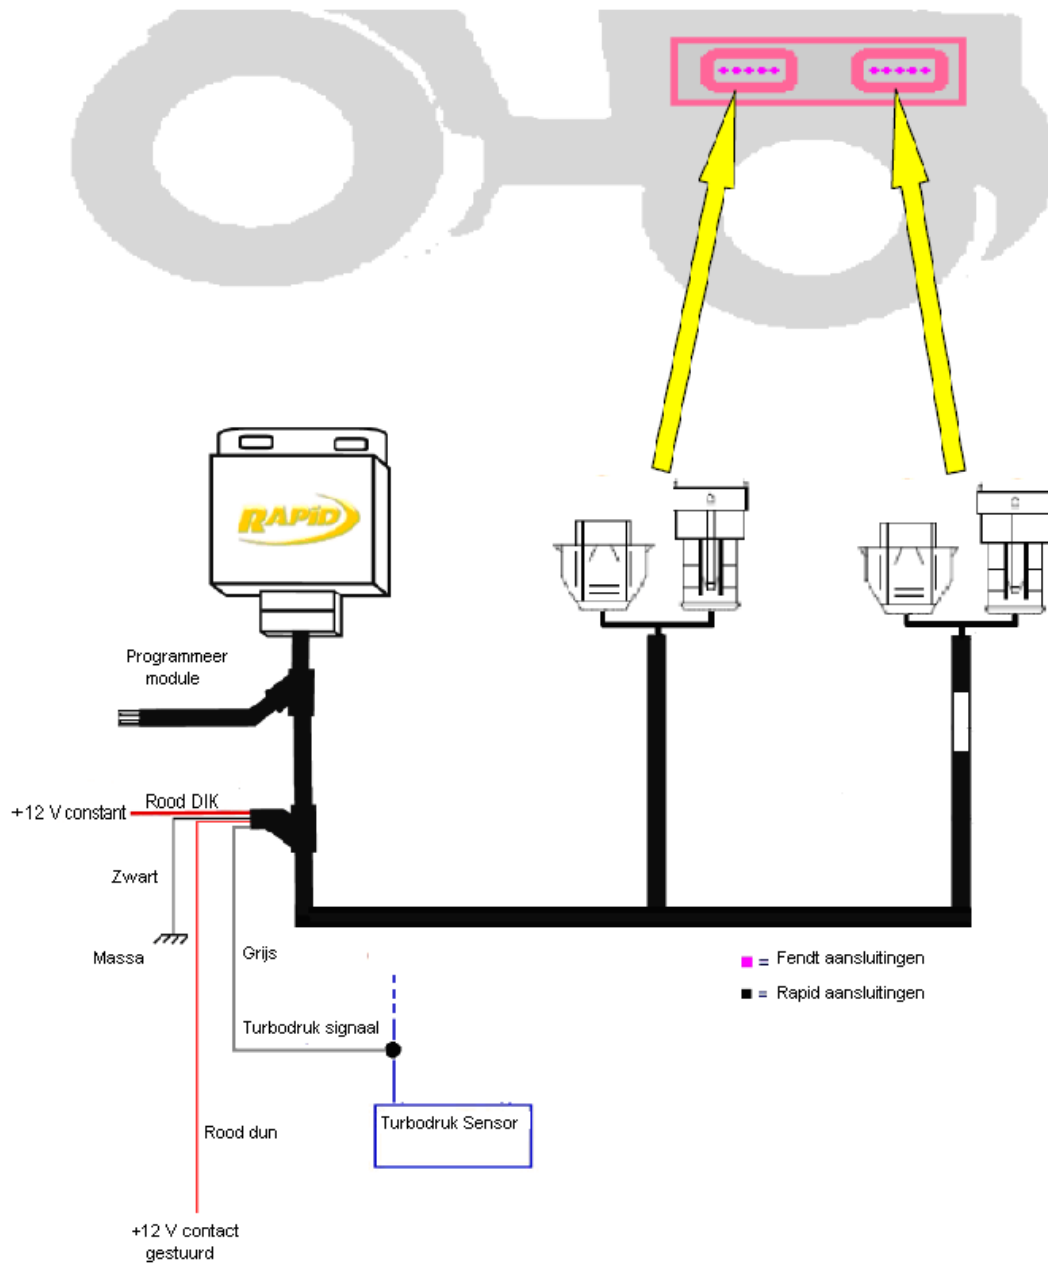 RAPID
Programmeer
module
Rood DIK
+12 V constant
Zwart
Massa
Grijs
= Fendt aansluitingen
= Rapid aansluitingen
Turbodruk signaal
Turbodruk Sensor
Rood dun
+12 V contact
gestuurd